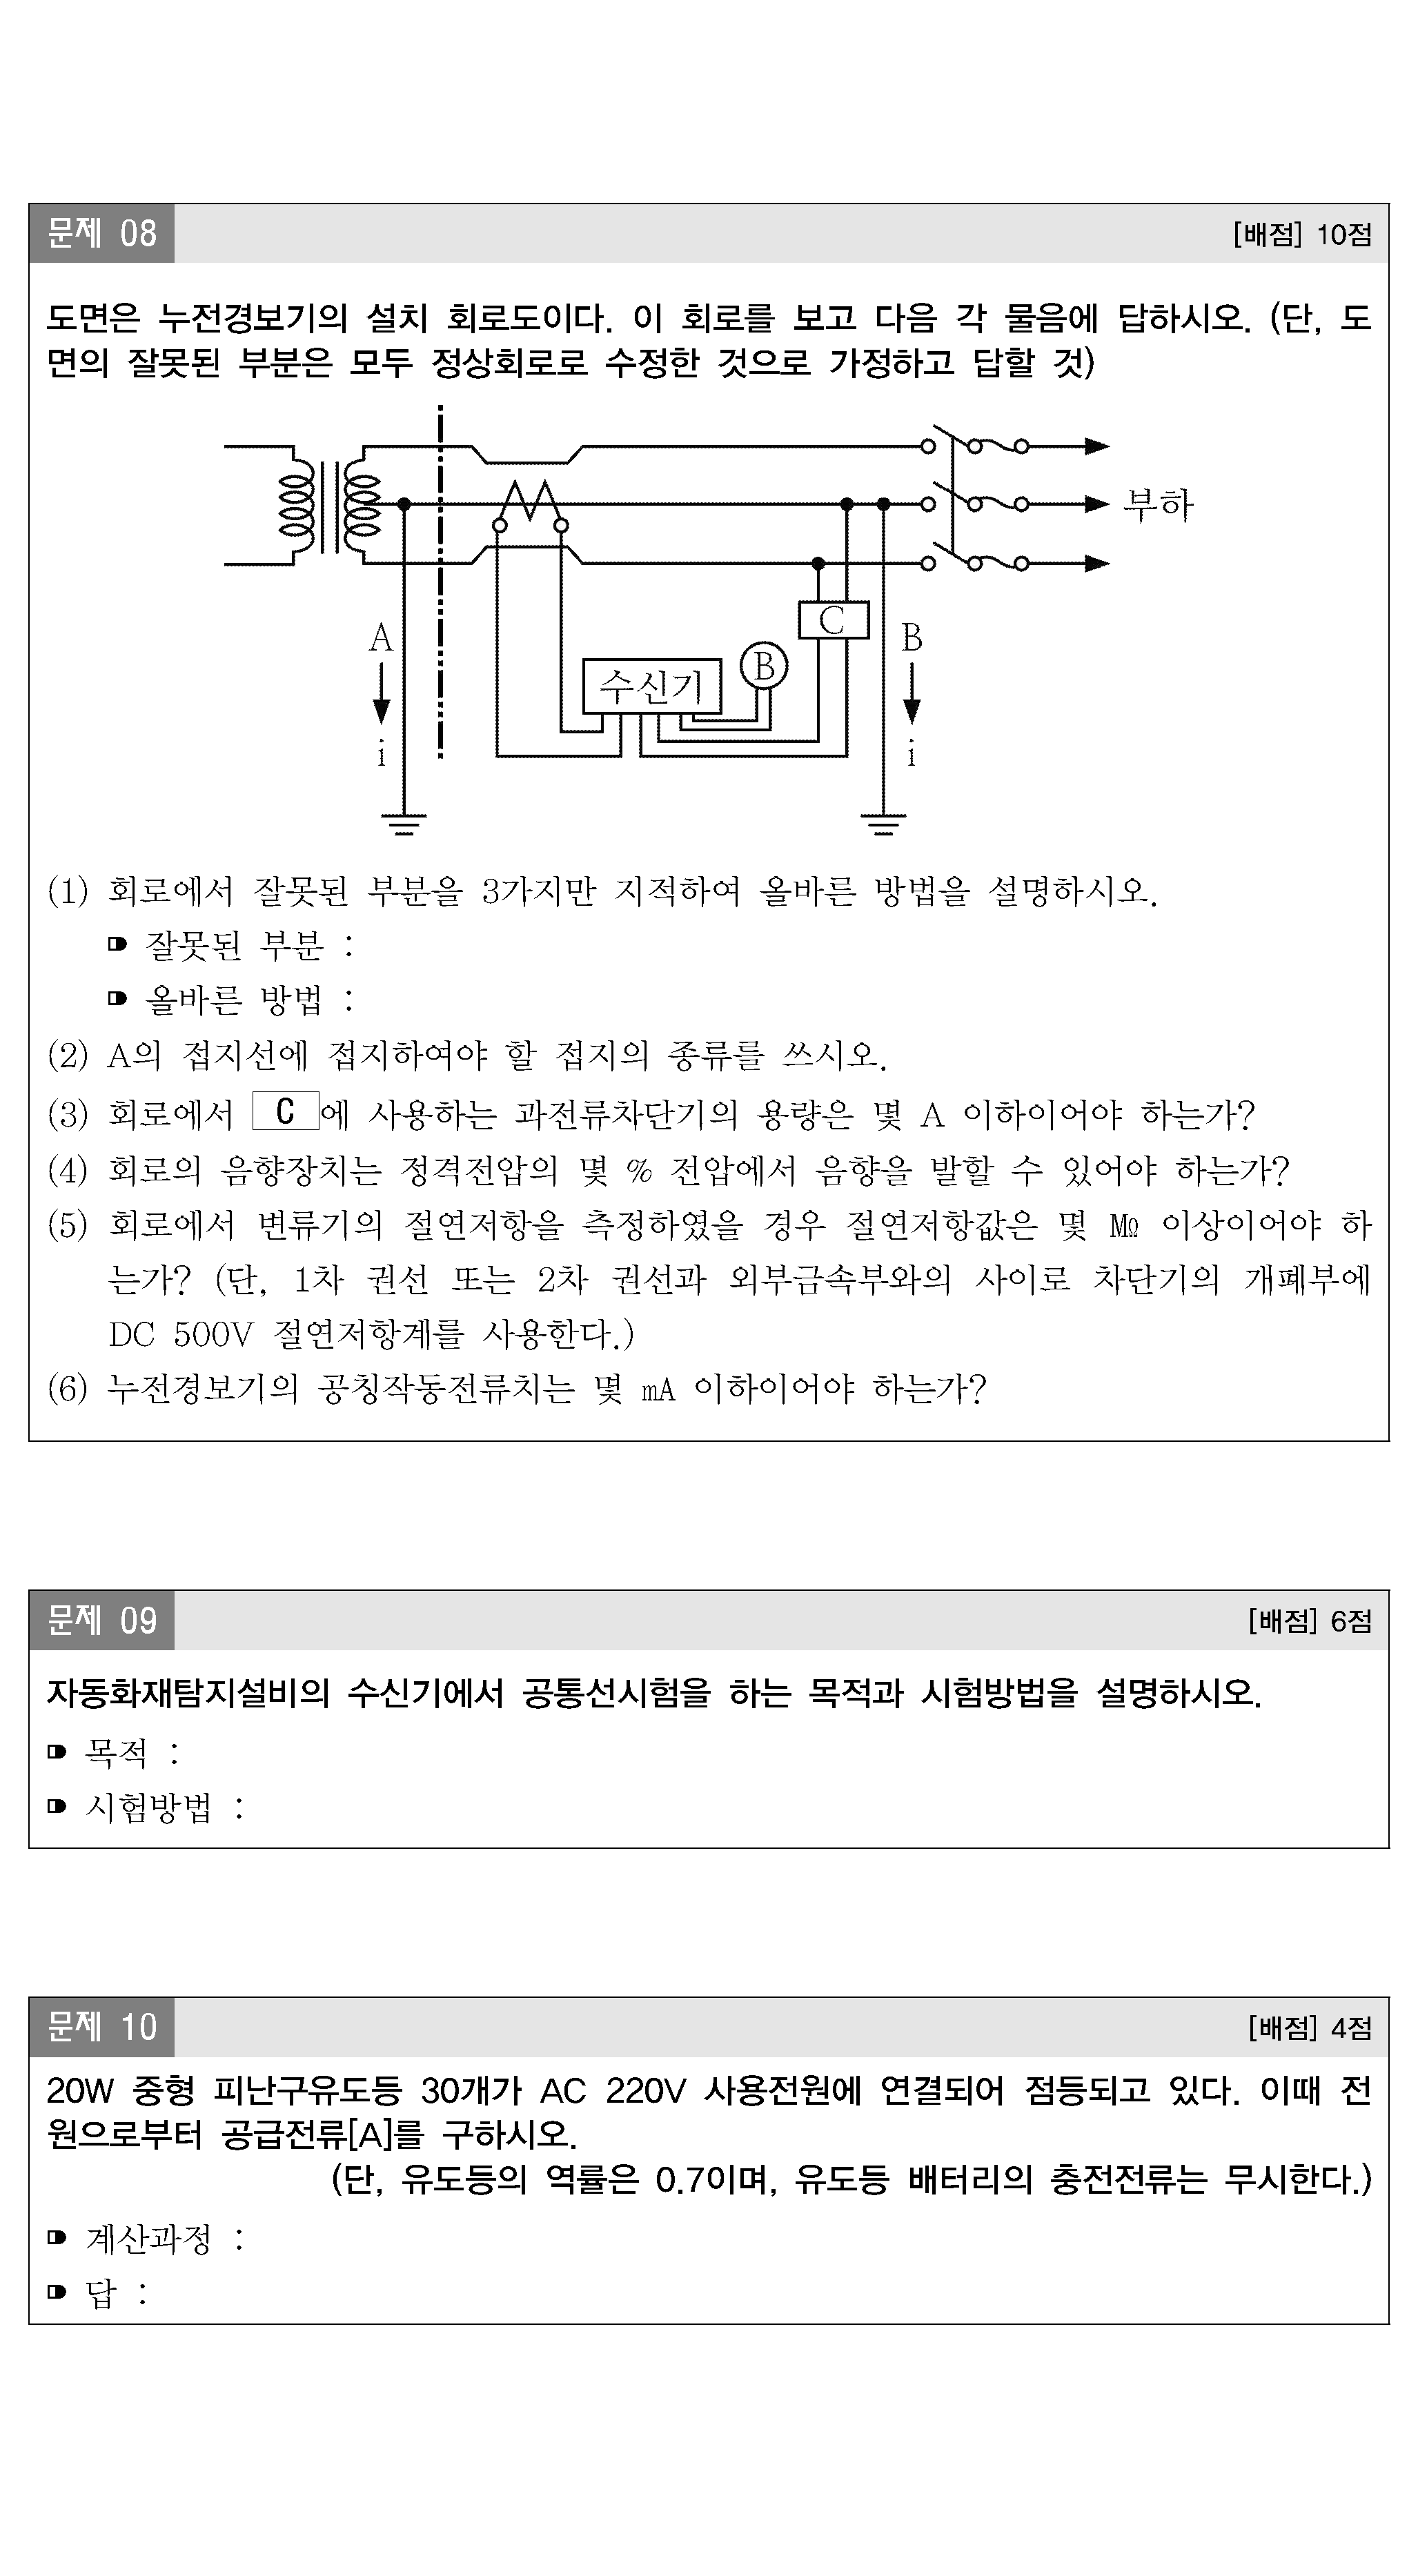 문제 08
[배점] 10점
도면은 누전경보기의 설치 회로도이다. 이 회로를 보고 다음 각 물음에 답하시오. (단, 도
면의 잘못된 부분은 모두 정상회로로 수정한 것으로 가정하고 답할 것)
부하
A
i
수신기
B
C
B
i
(1) 회로에서 잘못된 부분을 3가지만 지적하여 올바른 방법을 설명하시오.
잘못된 부분 :
올바른 방법 :
(2) A의 접지선에 접지하여야 할 접지의 종류를 쓰시오.
(3) 회로에서 C에 사용하는 과전류차단기의 용량은 몇 A 이하이어야 하는가?
(4) 회로의 음향장치는 정격전압의 몇 % 전압에서 음향을 발할 수 있어야 하는가?
(5) 회로에서 변류기의 절연저항을 측정하였을 경우 절연저항값은 몇 MΩ 이상이어야 하
는가? (단, 1차 권선 또는 2차 권선과 외부금속부와의 사이로 차단기의 개폐부에
DC 500V 절연저항계를 사용한다.)
(6) 누전경보기의 공칭작동전류치는 몇 mA 이하이어야 하는가?
문제 09
[배점] 6점
자동화재탐지설비의 수신기에서 공통선시험을 하는 목적과 시험방법을 설명하시오.
목적 :
시험방법 :
문제 10
[배점] 4점
20W 중형 피난구유도등 30개가 AC 220V 사용전원에 연결되어 점등되고 있다. 이때 전
원으로부터 공급전류[A]를 구하시오.
(단, 유도등의 역률은 0.7이며, 유도등 배터리의 충전전류는 무시한다.)
계산과정 :
답 :